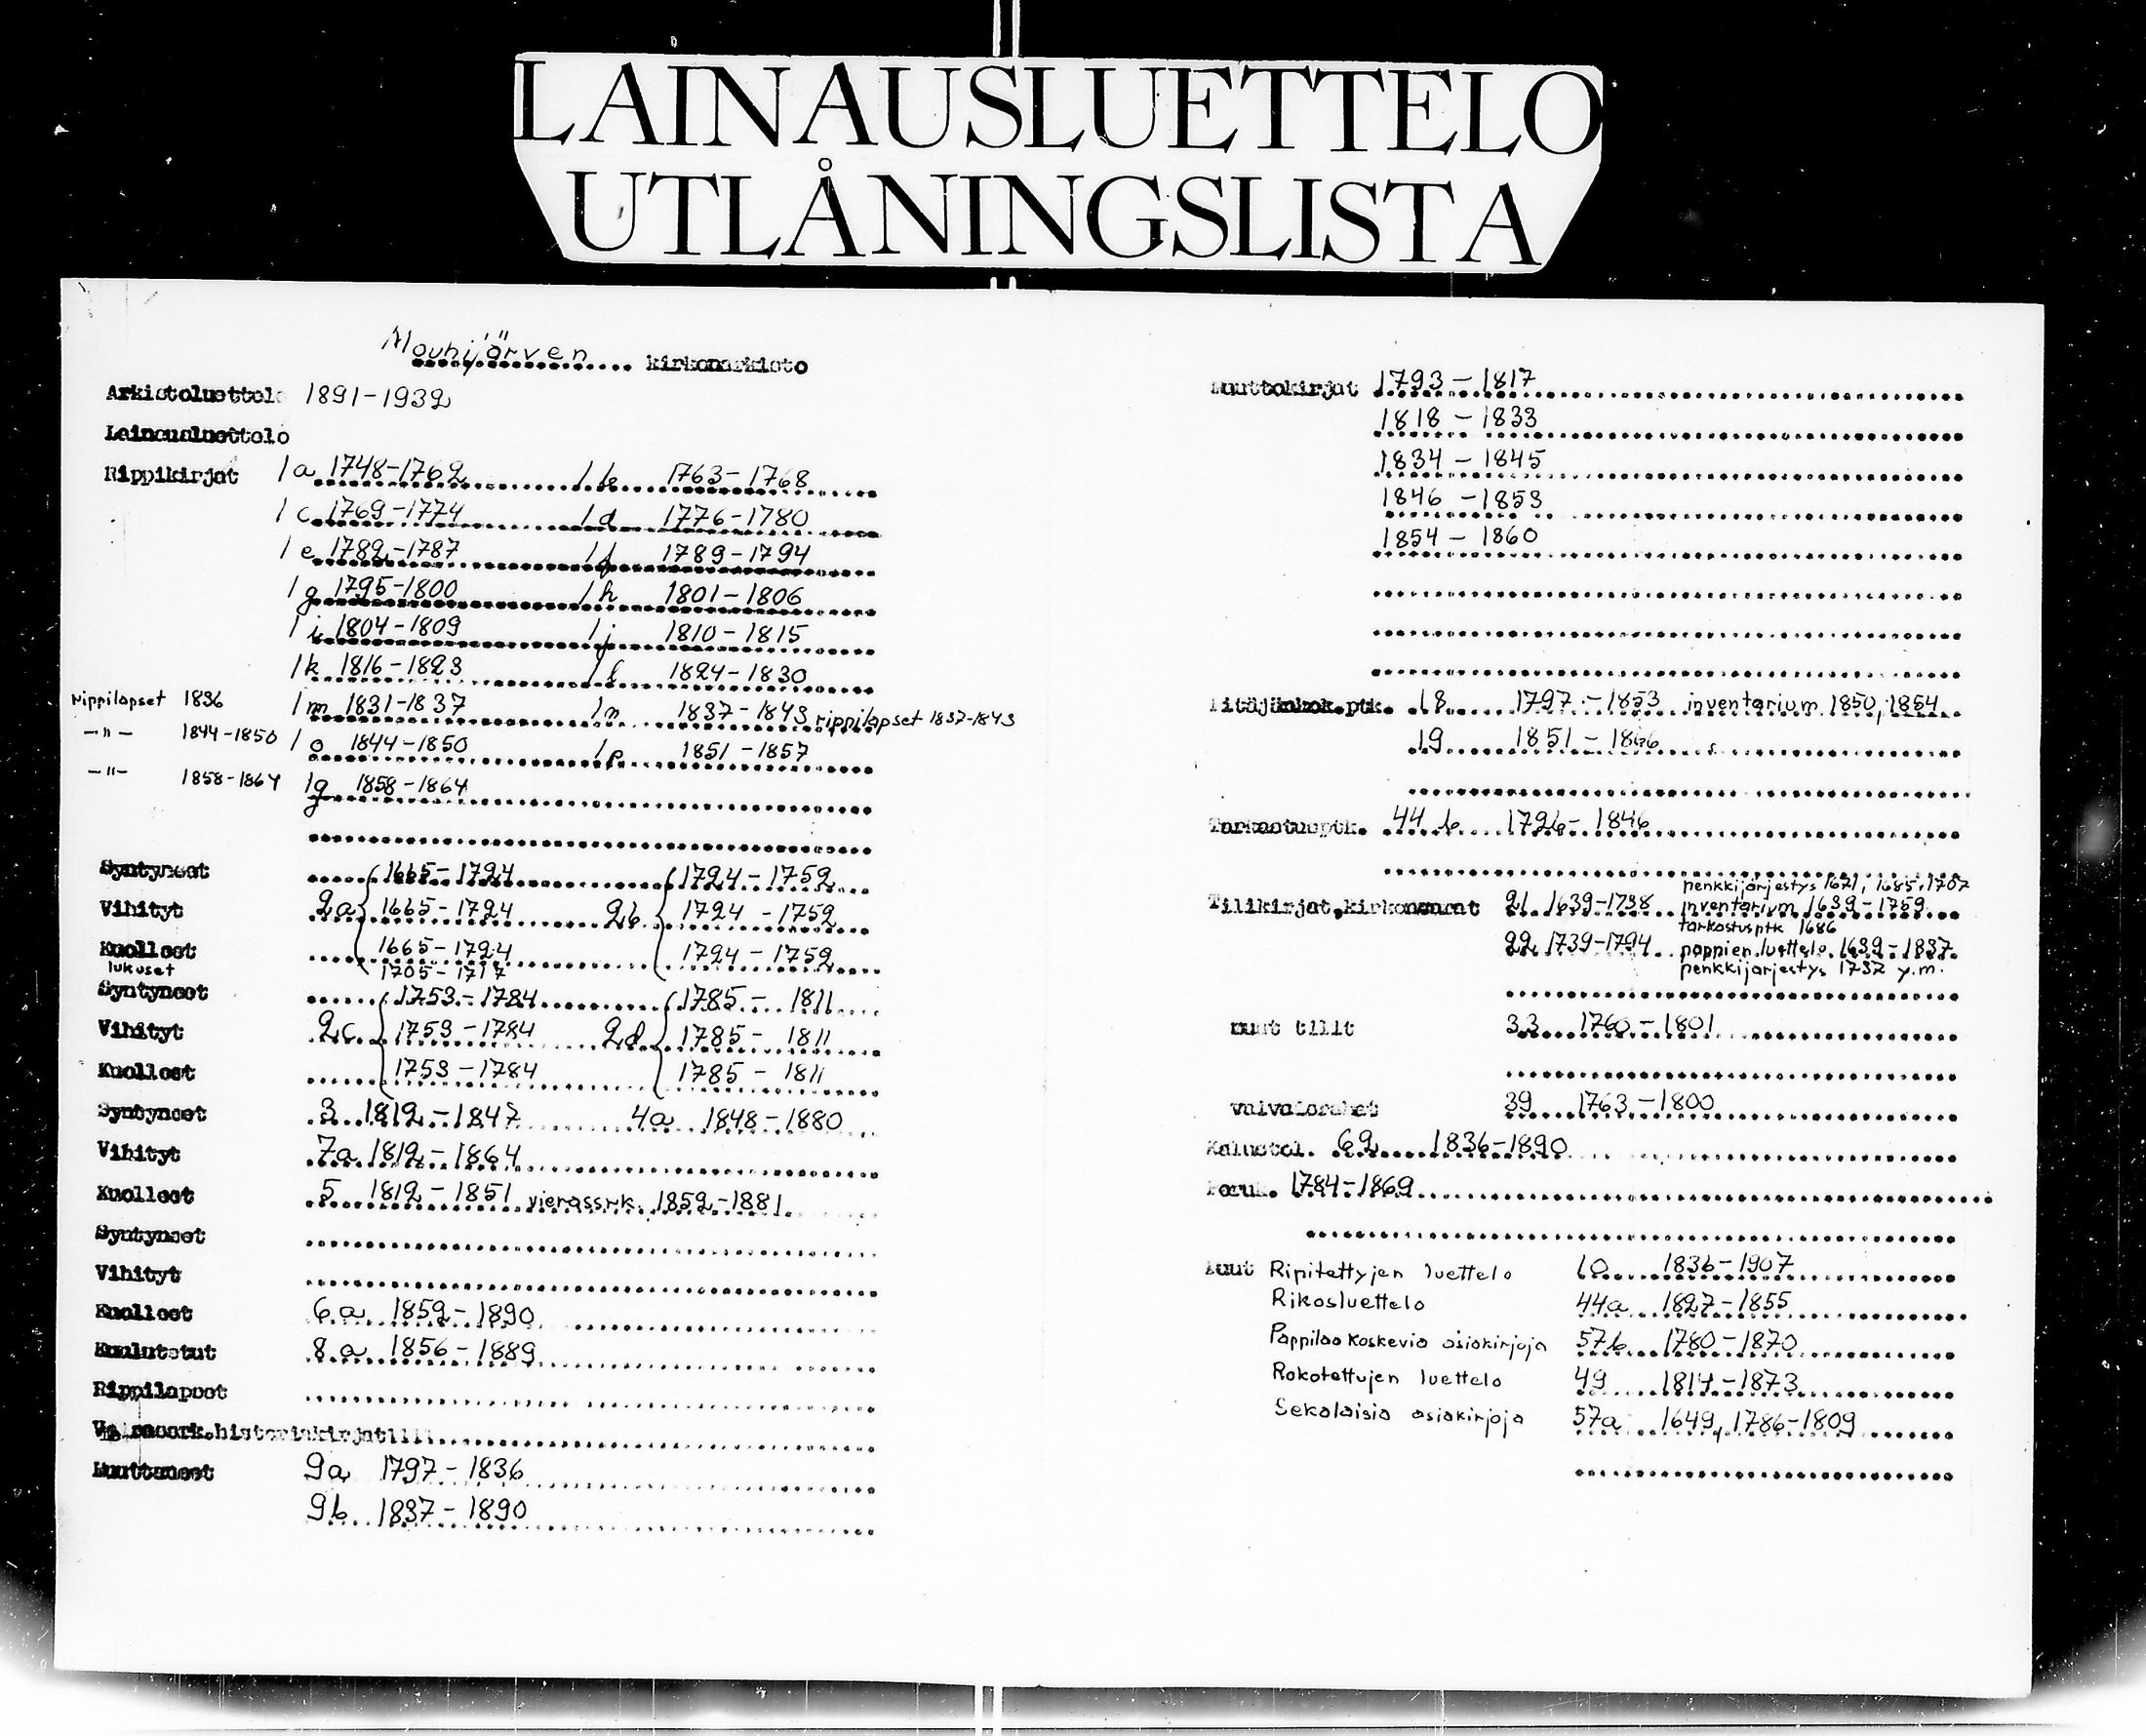 LAINAUSLUETTELO
UTLÅNINGSLISTA
Mouhijärven kirkonarkisto
Arkistoluettelo 1891-1932
Lainausluettelo
Rippikirjat 1a 1748-1762 1b 1763-1768
1c 1769-1774 1d 1776-1780
1e 1782-1787 1f 1789-1794
1g 1795-1800 1h 1801-1806
1i 1804-1809 1j 1810-1815
1k 1816-1823 1l 1824-1830
Rippilapset 1836 1m 1831-1837 1n 1837-1843 rippilapset 1837-1843
-"- 1844-1850 1o 1844-1850 1p 1851-1857
-"- 1858-1864 1q 1858-1864
Syntyneet 1665-1724 1724-1759
Vihityt 2a 1665-1724 2b 1724-1759
Kuolleet 1665-1724 1724-1759
lukuset 1705-1717
Syntyneet 1753-1784 1785-1811
Vihityt 2c 1753-1784 2d 1785-1811
Kuolleet 1753-1784 1785-1811
Syntyneet 3 1812-1847 4a 1848-1880
Vihityt 7a 1812-1864
Kuolleet 5 1812-1851 vierassrk. 1852-1881
Syntyneet
Vihityt
Kuolleet 6a 1852-1890
Kuulutetut 8a 1856-1889
Rippilapset
historiakirjat
Muuttaneet 9a 1797-1836
9b 1837-1890
Muuttokirjat 1793-1817
1818-1833
1834-1845
1846-1853
1854-1860
Pitäjänkok.ptk. 18 1797-1853 inventarium 1850, 1854
19 1851-1866
Tarkastusptk. 44b 1726-1846
penkkijärjestys 1671, 1685, 1707
Tilikirjat, kirkonvarat 21 1639-1738 inventarium 1639-1759
tarkastusptk 1686
22 1739-1794 pappien luettelo 1639-1837
penkkijärjestys 1737 y.m.
muut tilit 33 1760-1801
vaivaisrahat 39 1763-1800
Kalustol. 62 1836-1890
Peruk. 1784-1869
Muut Ripitettyjen luettelo 10 1836-1907
Rikosluettelo 44a 1827-1855
Pappilaa koskevia asiakirjoja 57b 1780-1870
Rokotettujen luettelo 49 1814-1873
Sekalaisia asiakirjoja 57a 1649, 1786-1809